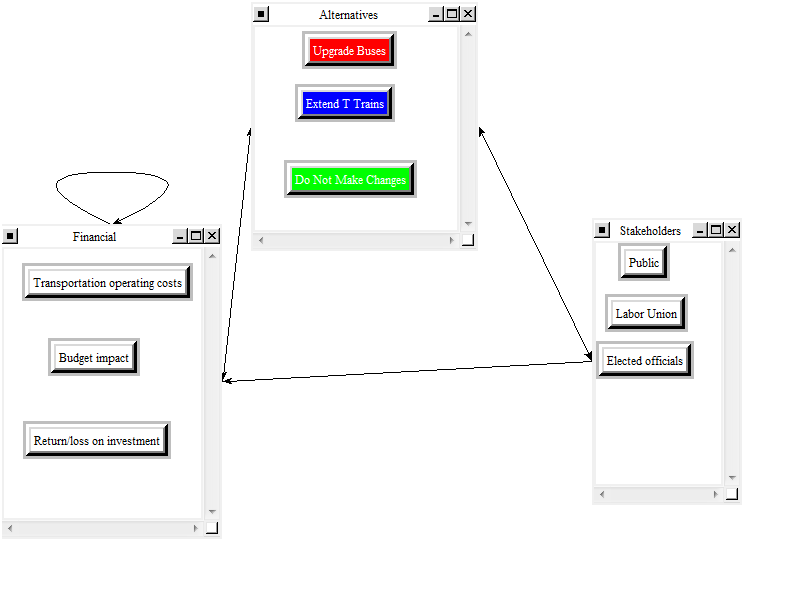 Alternatives
Upgrade Buses
Extend T Trains
Do Not Make Changes
Financial
Transportation operating costs
Budget impact
Return/loss on investment
Stakeholders
Public
Labor Union
Elected officials